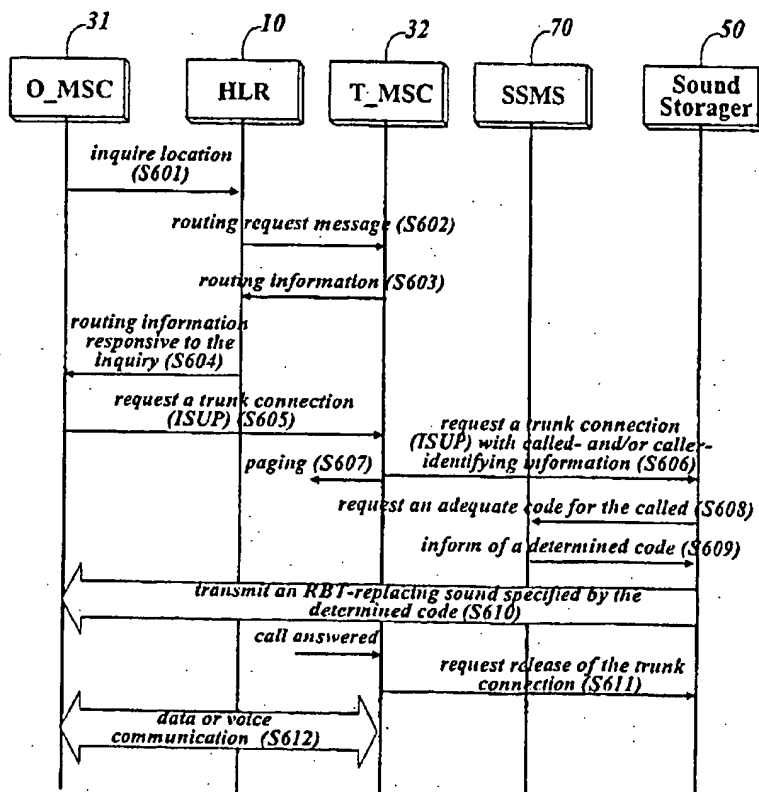 31
10
32
70
50
O_MSC
HLR
T_MSC
SSMS
Sound
Storager
inquire location
(S601)
routing request message (S602)
routing information (S603)
routing information
responsive to the
inquiry (S604)
request a trunk connection
(ISUP) (S605)
request a trunk connection
(ISUP) with called- and/or caller-
identifying information (S606)
paging (S607)
request an adequate code for the called (S608)
inform of a determined code (S609)
transmit an RBT-replacing sound specified by the
determined code (S610)
call answered
request release of the trunk
connection (S611)
data or voice
communication (S612)